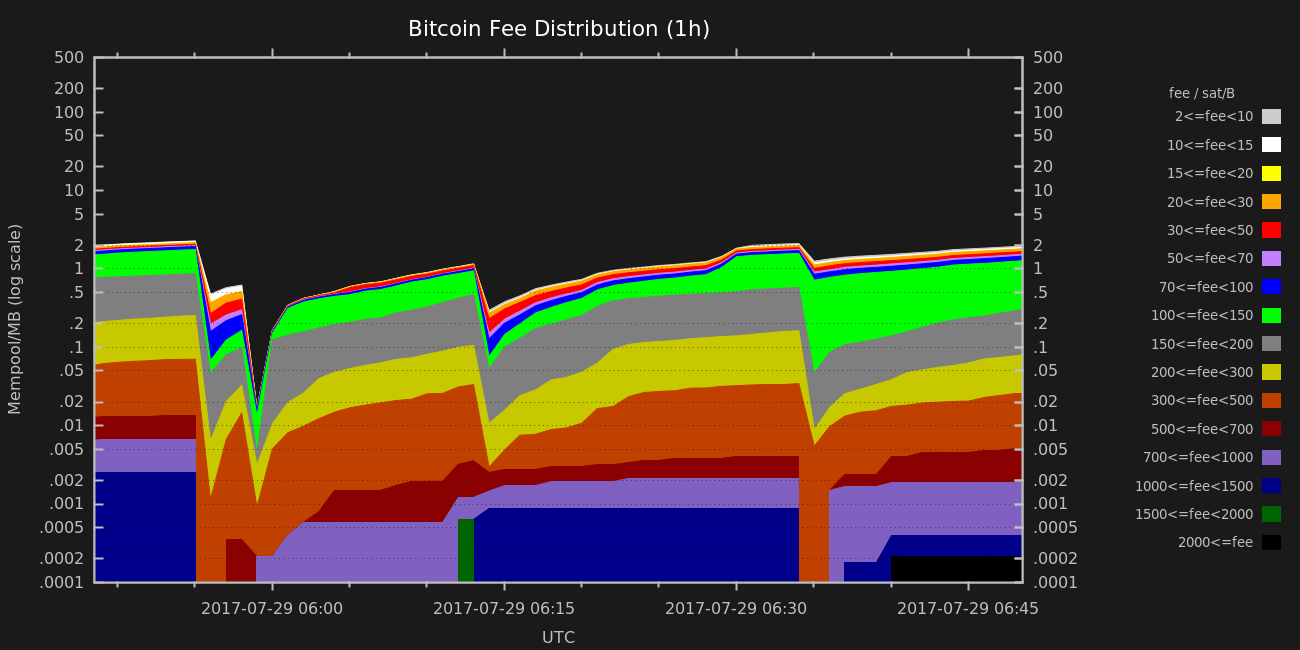 Bitcoin Fee Distribution (1h)
Mempool/MB (log scale)
500
200
100
50
20
10
5
2
1
.5
.2
.1
.05
.02
.01
.005
.002
.001
.0005
.0002
.0001
500
200
100
50
20
10
5
2
1
.5
.2
.1
.05
.02
.01
.005
.002
.001
.0005
.0002
.0001
2017-07-29 06:00 2017-07-29 06:15 2017-07-29 06:30 2017-07-29 06:45
UTC
fee / sat/B
2<=fee<10
10<=fee<15
15<=fee<20
20<=fee<30
30<=fee<50
50<=fee<70
70<=fee<100
100<=fee<150
150<=fee<200
200<=fee<300
300<=fee<500
500<=fee<700
700<=fee<1000
1000<=fee<1500
1500<=fee<2000
2000<=fee